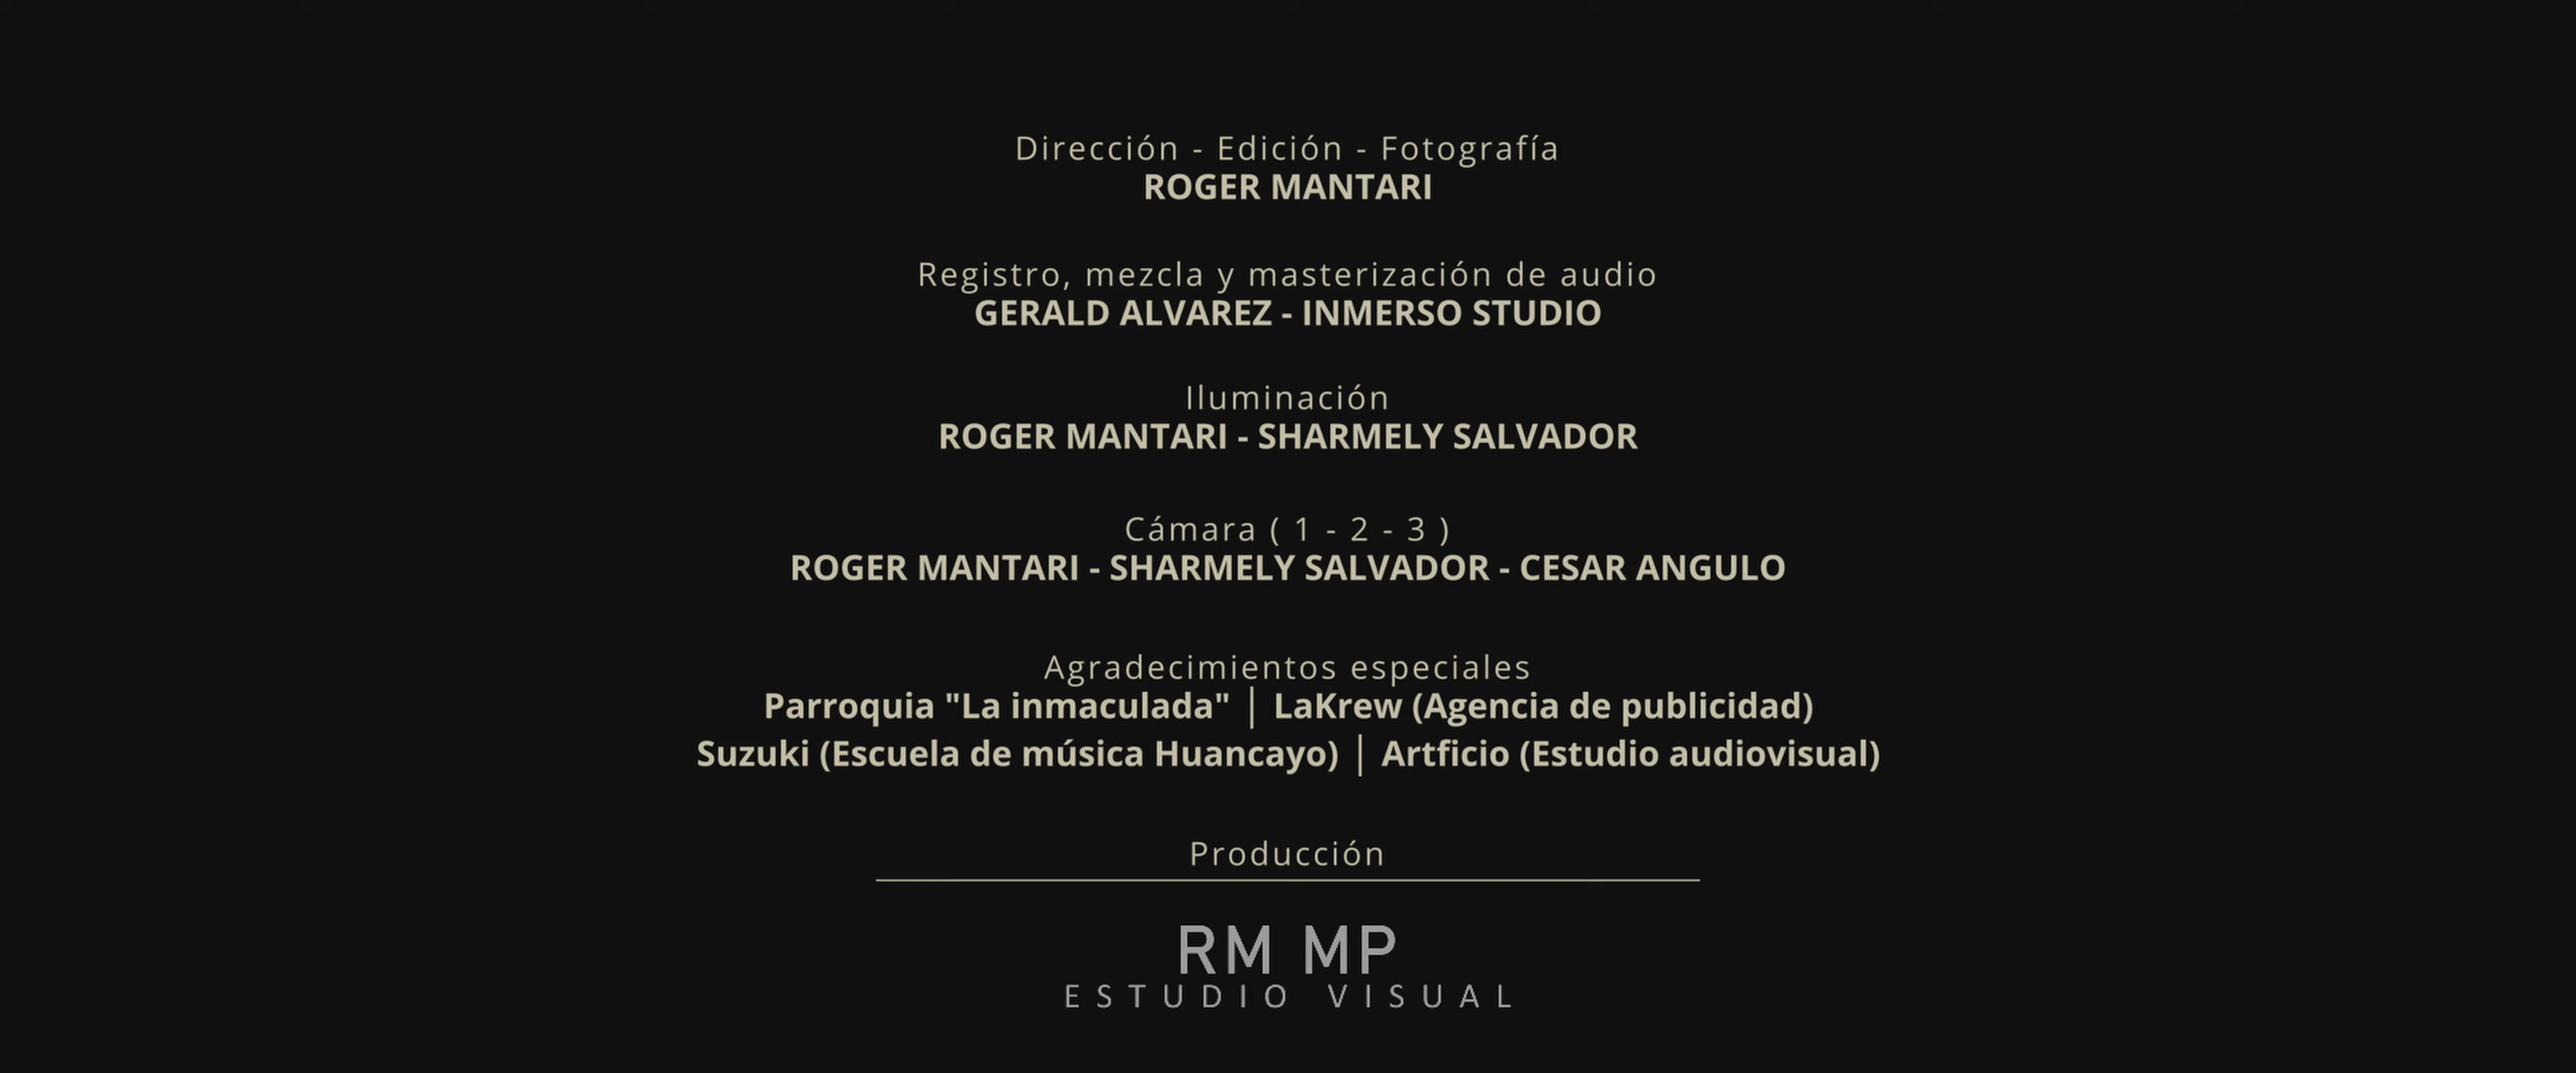 Dirección - Edición - Fotografía
ROGER MANTARI
Registro, mezcla y masterización de audio
GERALD ALVAREZ - INMERSO STUDIO
Iluminación
ROGER MANTARI - SHARMELY SALVADOR
Cámara ( 1 - 2 - 3 )
ROGER MANTARI - SHARMELY SALVADOR - CESAR ANGULO
Agradecimientos especiales
Parroquia "La inmaculada" | LaKrew (Agencia de publicidad)
Suzuki (Escuela de música Huancayo) | Artficio (Estudio audiovisual)
Producción
RM MP
ESTUDIO VISUAL